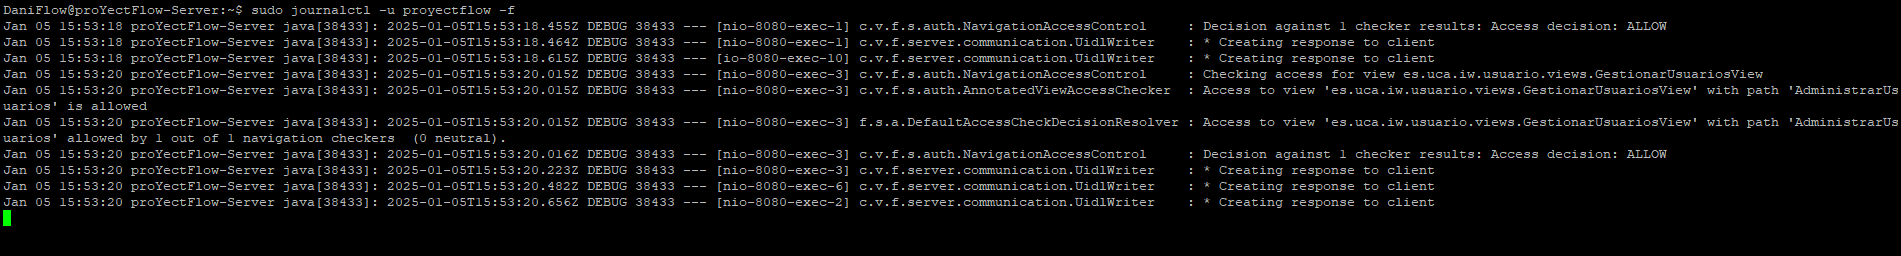 DaniFlow@proYectFlow-Server:~$ sudo journalctl -u proyectflow -f
Jan 05 15:53:18 proYectFlow-Server java[38433]: 2025-01-05T15:53:18.455Z DEBUG 38433 --- [nio-8080-exec-1] c.v.f.s.auth.NavigationAccessControl     : Decision against 1 checker results: Access decision: ALLOW
Jan 05 15:53:18 proYectFlow-Server java[38433]: 2025-01-05T15:53:18.464Z DEBUG 38433 --- [nio-8080-exec-1] c.v.f.server.communication.UidlWriter    : * Creating response to client
Jan 05 15:53:18 proYectFlow-Server java[38433]: 2025-01-05T15:53:18.615Z DEBUG 38433 --- [io-8080-exec-10] c.v.f.server.communication.UidlWriter    : * Creating response to client
Jan 05 15:53:20 proYectFlow-Server java[38433]: 2025-01-05T15:53:20.015Z DEBUG 38433 --- [nio-8080-exec-3] c.v.f.s.auth.NavigationAccessControl     : Checking access for view es.uca.iw.usuario.views.GestionarUsuariosView
Jan 05 15:53:20 proYectFlow-Server java[38433]: 2025-01-05T15:53:20.015Z DEBUG 38433 --- [nio-8080-exec-3] c.v.f.s.auth.AnnotatedViewAccessChecker  : Access to view 'es.uca.iw.usuario.views.GestionarUsuariosView' with path 'AdministrarUs
uarios' is allowed
Jan 05 15:53:20 proYectFlow-Server java[38433]: 2025-01-05T15:53:20.015Z DEBUG 38433 --- [nio-8080-exec-3] f.s.a.DefaultAccessCheckDecisionResolver : Access to view 'es.uca.iw.usuario.views.GestionarUsuariosView' with path 'AdministrarUs
uarios' allowed by 1 out of 1 navigation checkers  (0 neutral).
Jan 05 15:53:20 proYectFlow-Server java[38433]: 2025-01-05T15:53:20.016Z DEBUG 38433 --- [nio-8080-exec-3] c.v.f.s.auth.NavigationAccessControl     : Decision against 1 checker results: Access decision: ALLOW
Jan 05 15:53:20 proYectFlow-Server java[38433]: 2025-01-05T15:53:20.223Z DEBUG 38433 --- [nio-8080-exec-3] c.v.f.server.communication.UidlWriter    : * Creating response to client
Jan 05 15:53:20 proYectFlow-Server java[38433]: 2025-01-05T15:53:20.482Z DEBUG 38433 --- [nio-8080-exec-6] c.v.f.server.communication.UidlWriter    : * Creating response to client
Jan 05 15:53:20 proYectFlow-Server java[38433]: 2025-01-05T15:53:20.656Z DEBUG 38433 --- [nio-8080-exec-2] c.v.f.server.communication.UidlWriter    : * Creating response to client